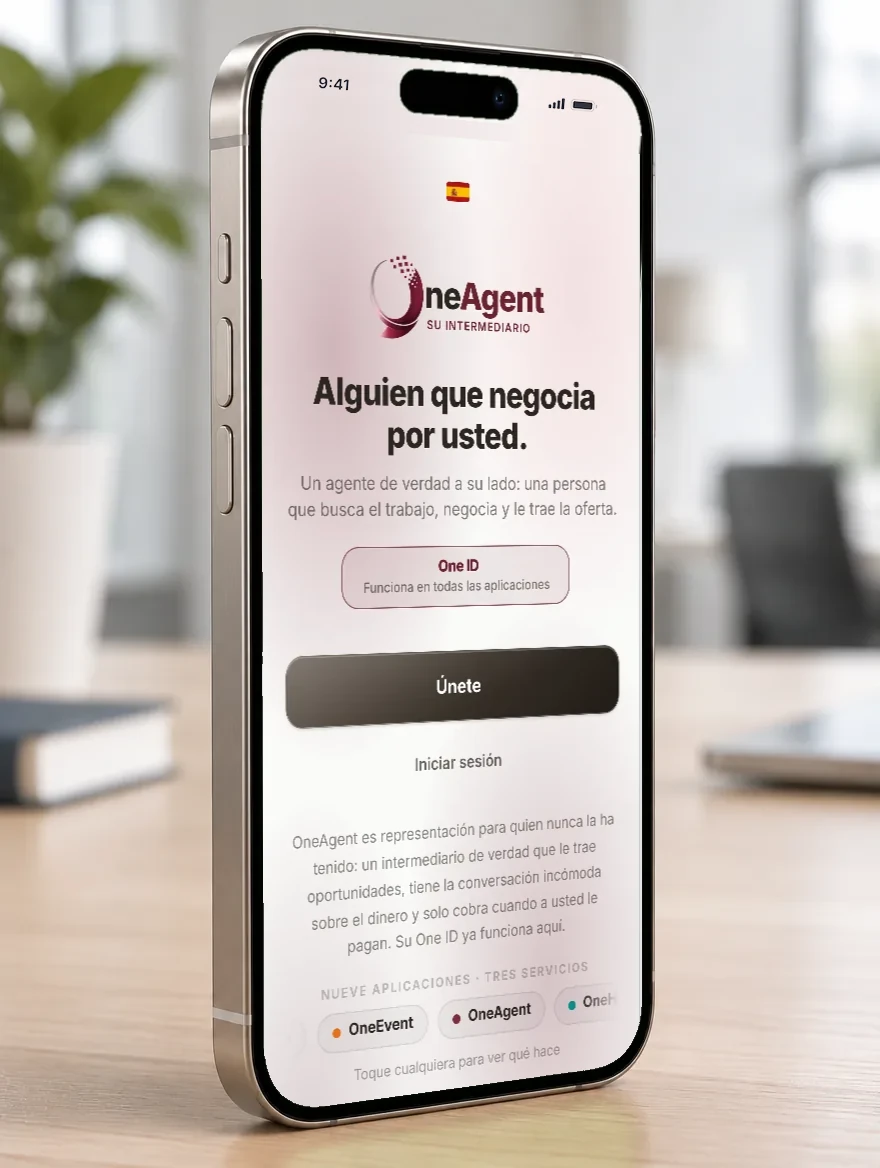 9:41
OneAgent
SU INTERMEDIARIO
Alguien que negocia
por usted.
Un agente de verdad a su lado: una persona
que busca el trabajo, negocia y le trae la oferta.
One ID
Funciona en todas las aplicaciones
Únete
Iniciar sesión
OneAgent es representación para quien nunca la ha
tenido: un intermediario de verdad que le trae
oportunidades, tiene la conversación incómoda
sobre el dinero y solo cobra cuando a usted le
pagan. Su One ID ya funciona aquí.
NUEVE APLICACIONES · TRES SERVICIOS
OneEvent
OneAgent
Toque cualquiera para ver qué hace